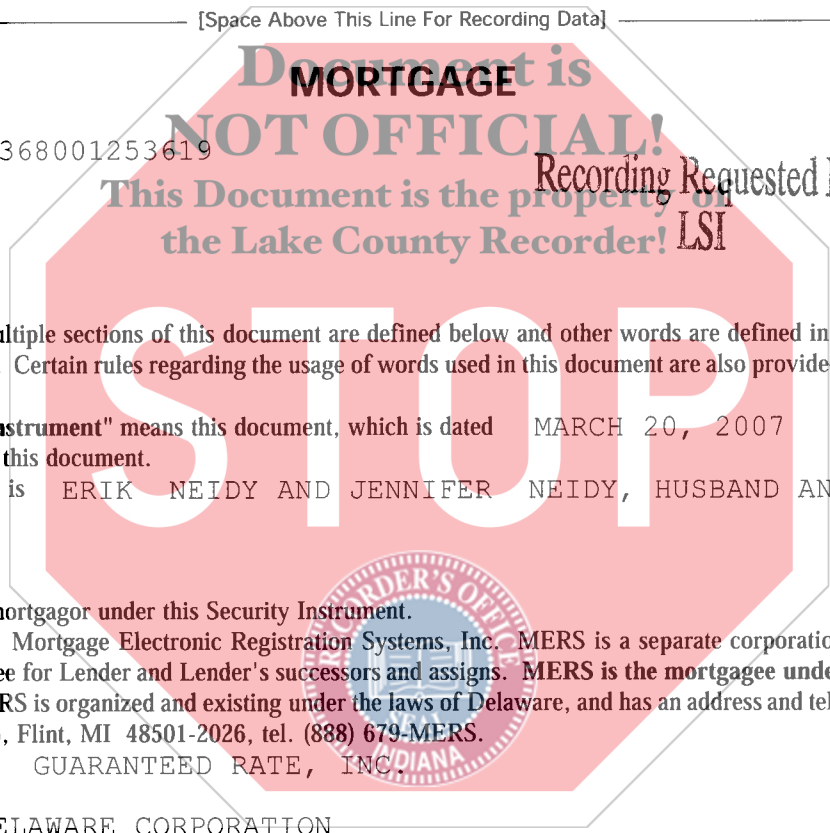 [Space Above This Line For Recording Data]
Document is
MORTGAGE
NOT OFFICIAL!
368001253619
Recording Requested
This Document is the property of
the Lake County Recorder!
LSI
STOP
ultiple sections of this document are defined below and other words are defined in
. Certain rules regarding the usage of words used in this document are also provide
strument" means this document, which is dated MARCH 20, 2007
this document.
is ERIK NEIDY AND JENNIFER NEIDY, HUSBAND AN
nortgagor under this Security Instrument.
Mortgage Electronic Registration Systems, Inc. MERS is a separate corporatio
ee for Lender and Lender's successors and assigns. MERS is the mortgagee unde
RS is organized and existing under the laws of Delaware, and has an address and tel
, Flint, MI 48501-2026, tel. (888) 679-MERS.
GUARANTEED RATE, INC.
ELAWARE CORPORATION
RECORDER'S OFFICE
SEAL
INDIANA